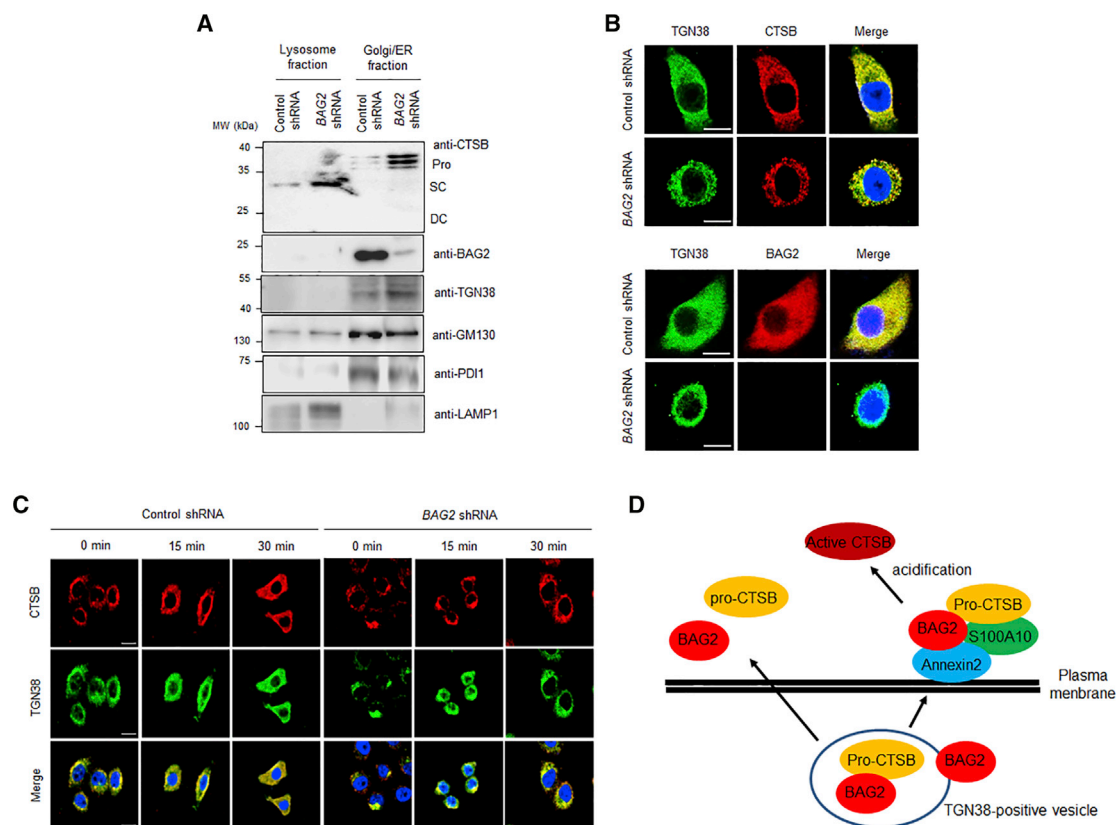 A
Lysosome fraction
Golgi/ER fraction
Control shRNA
BAG2 shRNA
Control shRNA
BAG2 shRNA
MW (kDa)
40
35
25
anti-CTSB
Pro
SC
DC
25
anti-BAG2
55
40
anti-TGN38
130
anti-GM130
75
anti-PDI1
100
anti-LAMP1
B
TGN38 CTSB Merge
Control shRNA
BAG2 shRNA
TGN38 BAG2 Merge
Control shRNA
BAG2 shRNA
C
Control shRNA BAG2 shRNA
0 min 15 min 30 min 0 min 15 min 30 min
CTSB
TGN38
Merge
D
Active CTSB
acidification
pro-CTSB
BAG2
Pro-CTSB
BAG2
S100A10
Annexin2
Plasma
menbrane
Pro-CTSB
BAG2
BAG2
TGN38-positive vesicle